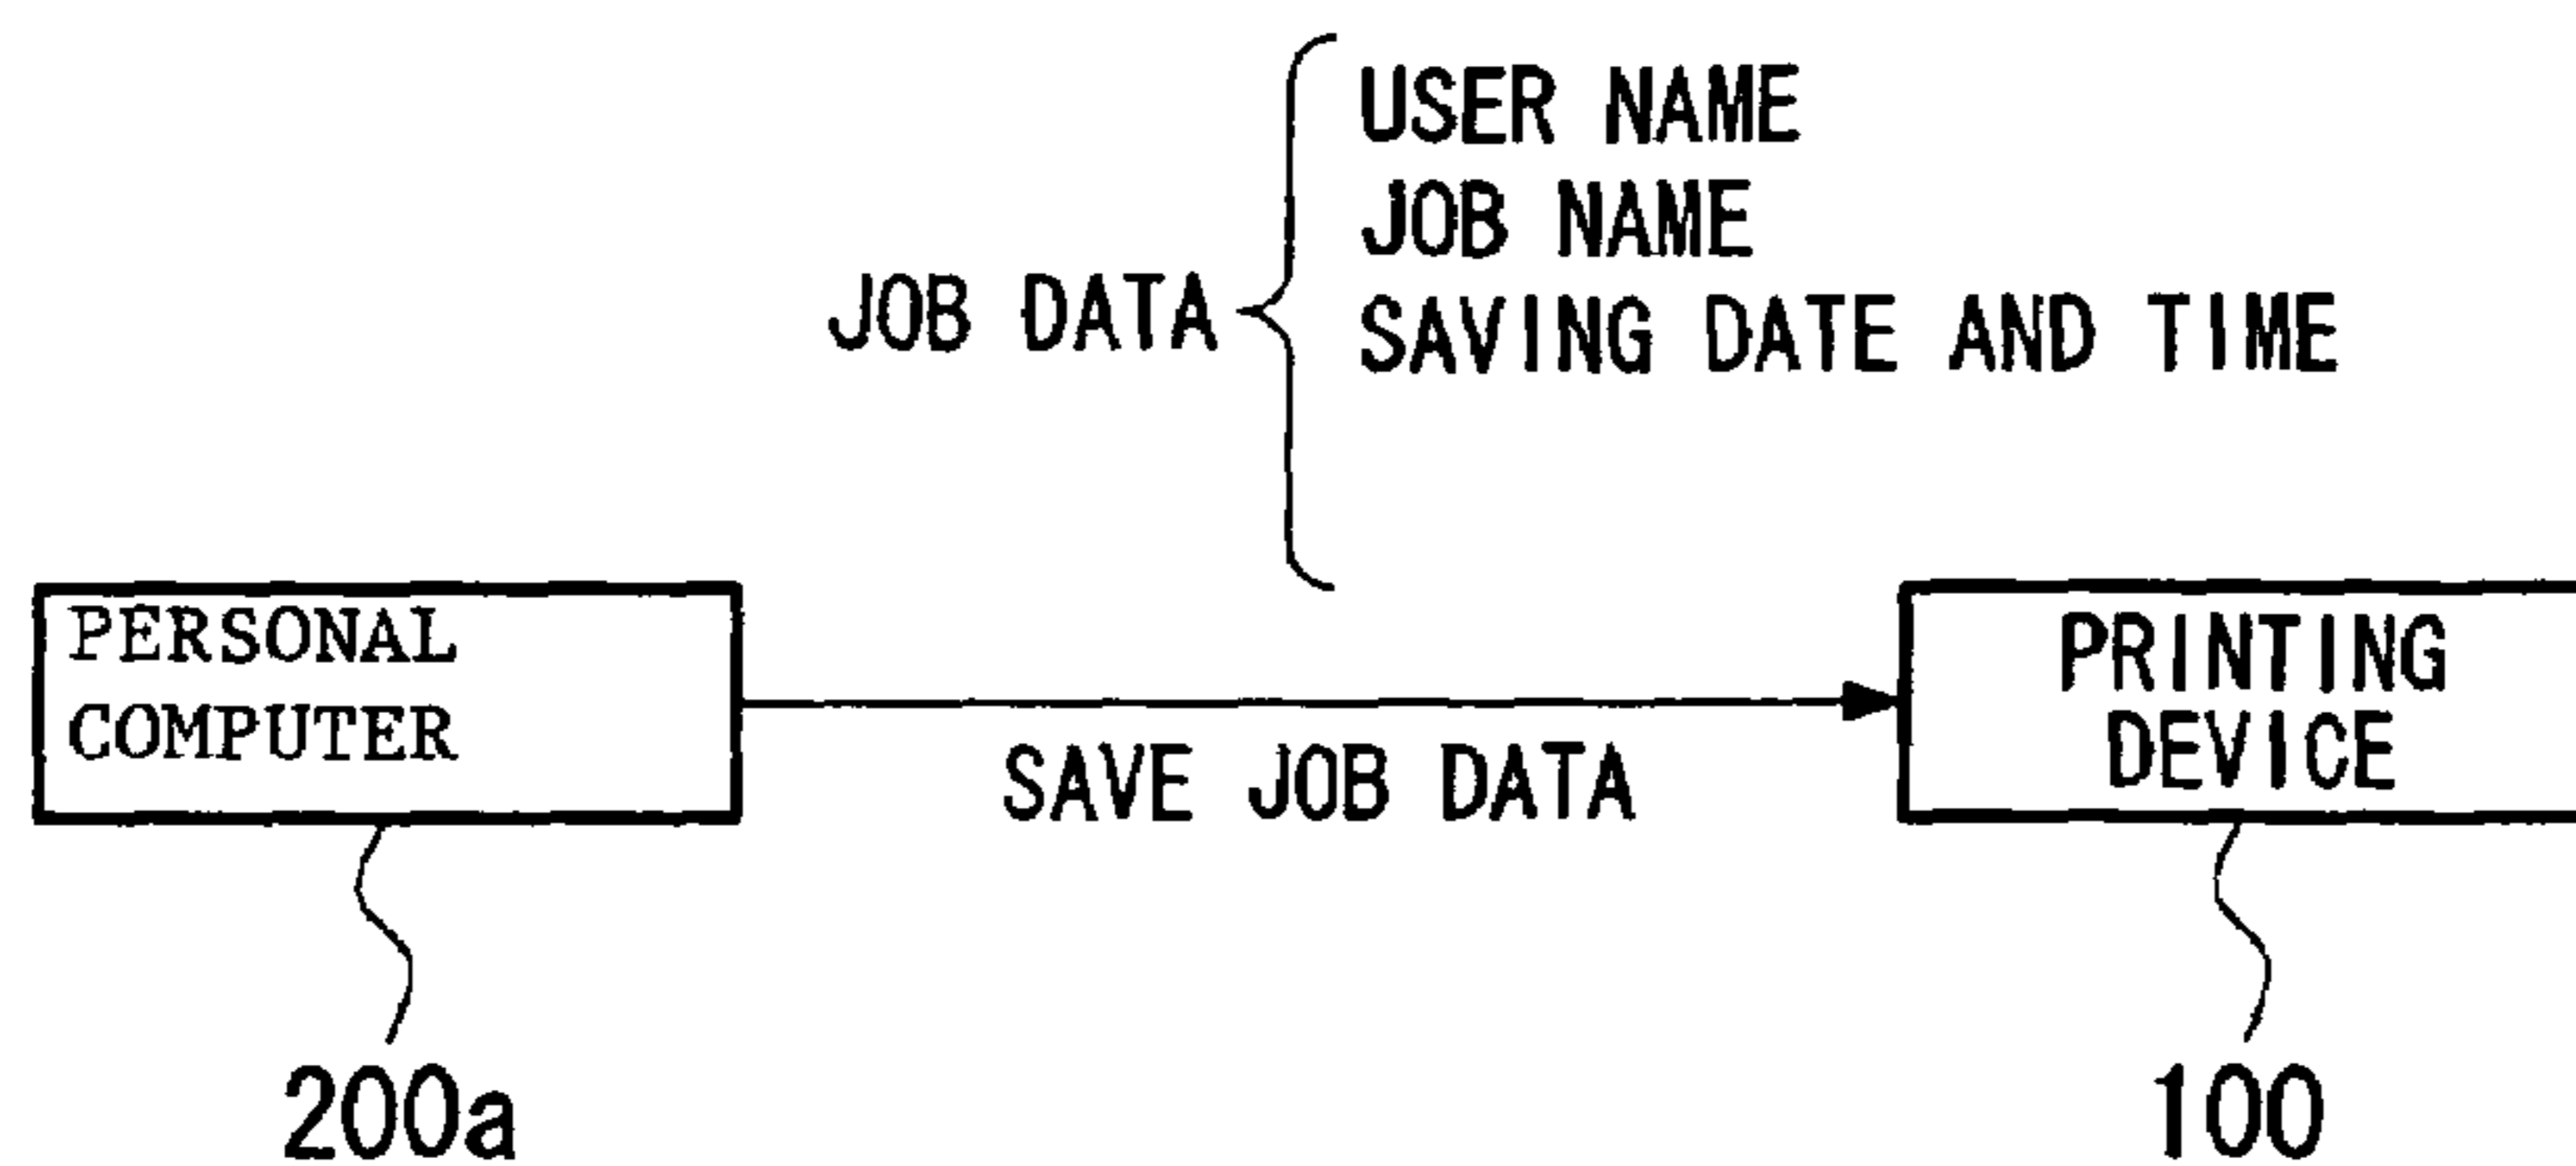 USER NAME
JOB NAME
JOB DATA
SAVING DATE AND TIME
PERSONAL
COMPUTER
SAVE JOB DATA
PRINTING
DEVICE
200a
100